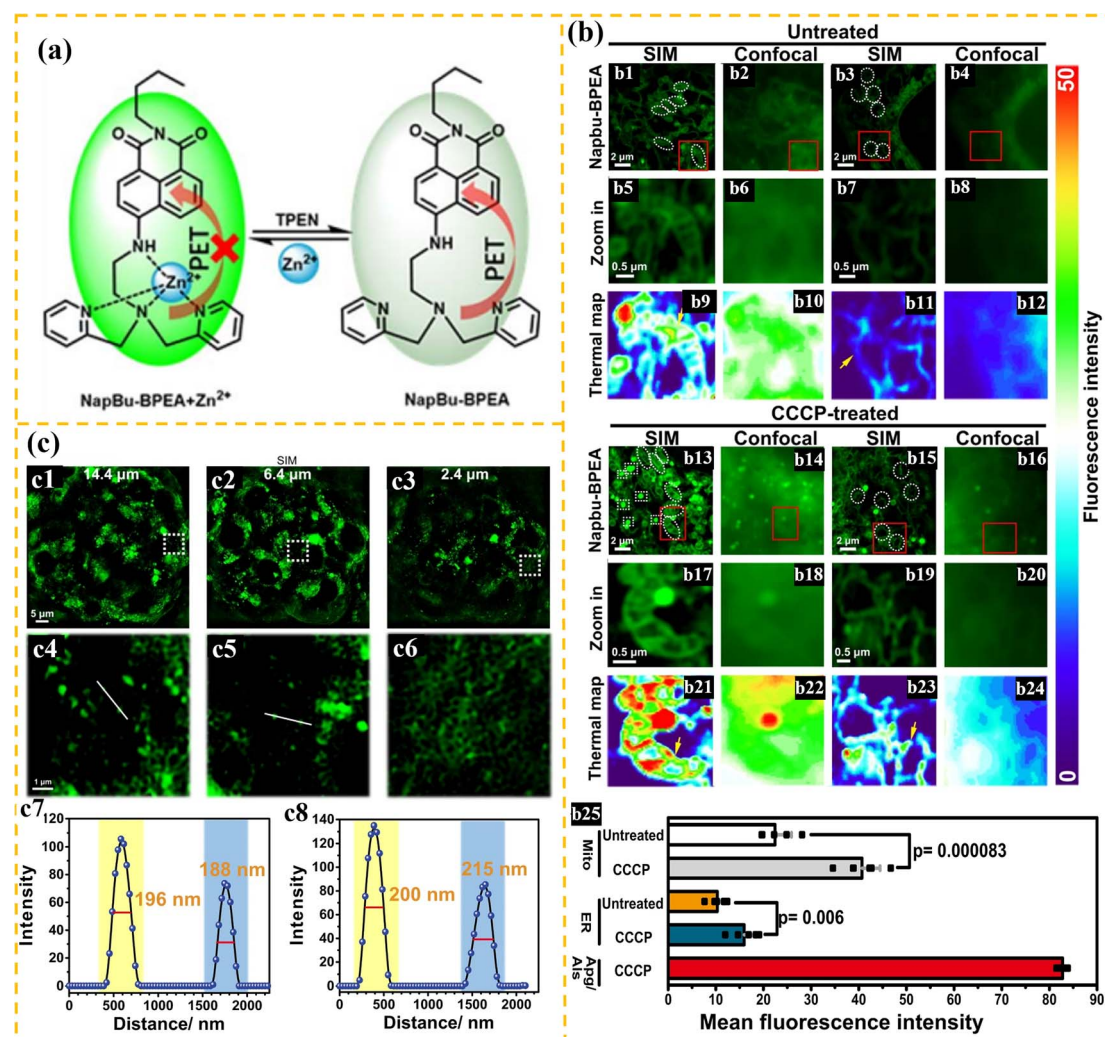 (a)
O
N
O
NH
PET
Zn²⁺
N
N
N
NapBu-BPEA+Zn²⁺
TPEN
Zn²⁺
O
N
O
NH
PET
N
N
N
NapBu-BPEA
(b)
Untreated
SIM Confocal SIM Confocal
Napbu-BPEA
b1 b2 b3 b4
2 μm 2 μm
Zoom in
b5 b6 b7 b8
0.5 μm 0.5 μm
Thermal map
b9 b10 b11 b12
CCCP-treated
SIM Confocal SIM Confocal
Napbu-BPEA
b13 b14 b15 b16
2 μm 2 μm
Zoom in
b17 b18 b19 b20
0.5 μm 0.5 μm
Thermal map
b21 b22 b23 b24
50
Fluorescence intensity
0
b25
Mito
Untreated
CCCP
p= 0.000083
ER
Untreated
CCCP
p= 0.006
Apg/
Als
CCCP
0 10 20 30 40 50 60 70 80 90
Mean fluorescence intensity
(c)
SIM
c1 14.4 μm
c2 6.4 μm
c3 2.4 μm
5 μm
c4 c5 c6
1 μm
c7
Intensity
120
100
80
60
40
20
0
196 nm
188 nm
0 500 1000 1500 2000
Distance/ nm
c8
Intensity
140
120
100
80
60
40
20
0
200 nm
215 nm
0 500 1000 1500 2000
Distance/ nm